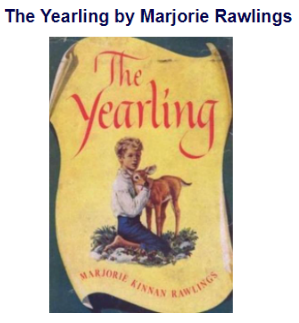 The Yearling by Marjorie Rawlings
The
Yearling
MARJORIE KINNAN RAWLINGS